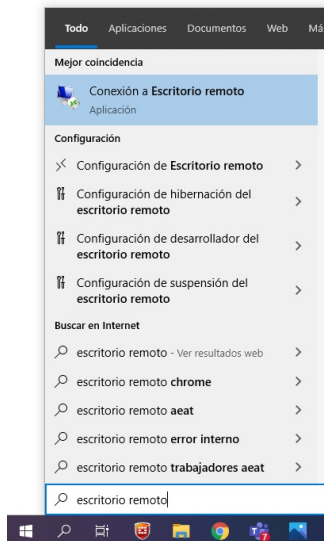 Todo Aplicaciones Documentos Web Má
Mejor coincidencia
Conexión a Escritorio remoto
Aplicación
Configuración
Configuración de Escritorio remoto
Configuración de hibernación del
escritorio remoto
Configuración de desarrollador del
escritorio remoto
Configuración de suspensión del
escritorio remoto
Buscar en Internet
escritorio remoto - Ver resultados web
escritorio remoto chrome
escritorio remoto aeat
escritorio remoto error interno
escritorio remoto trabajadores aeat
escritorio remoto